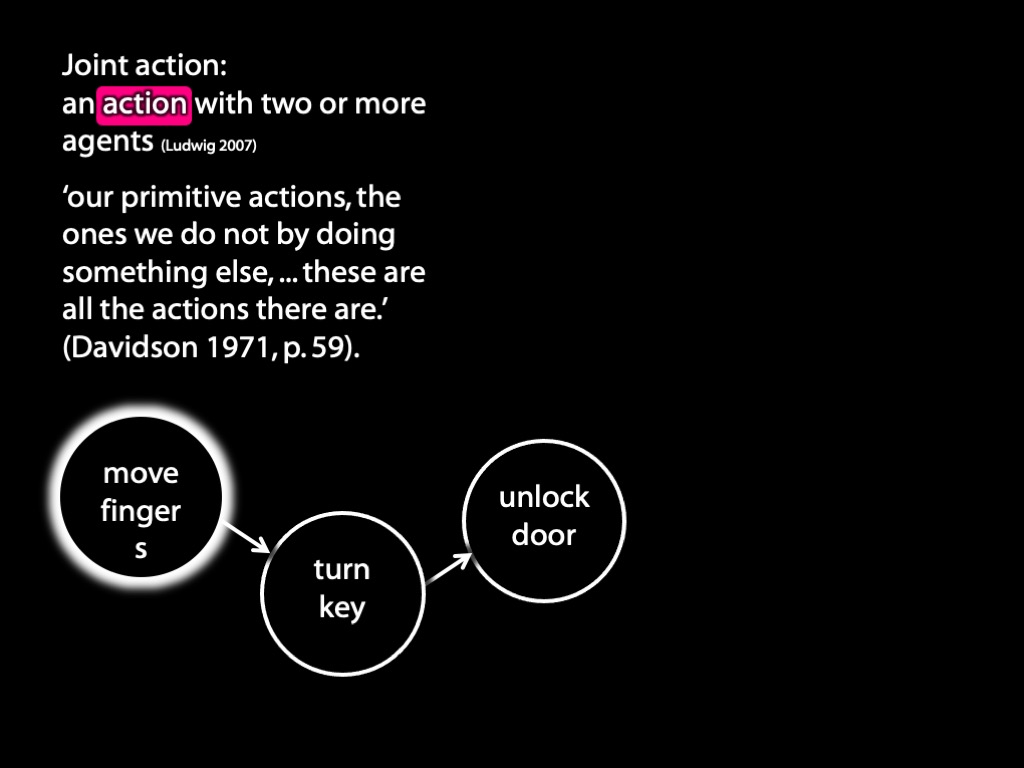 Joint action:
an action with two or more
agents (Ludwig 2007)
‘our primitive actions, the
ones we do not by doing
something else, ... these are
all the actions there are.’
(Davidson 1971, p. 59).
move
finger
s
turn
key
unlock
door